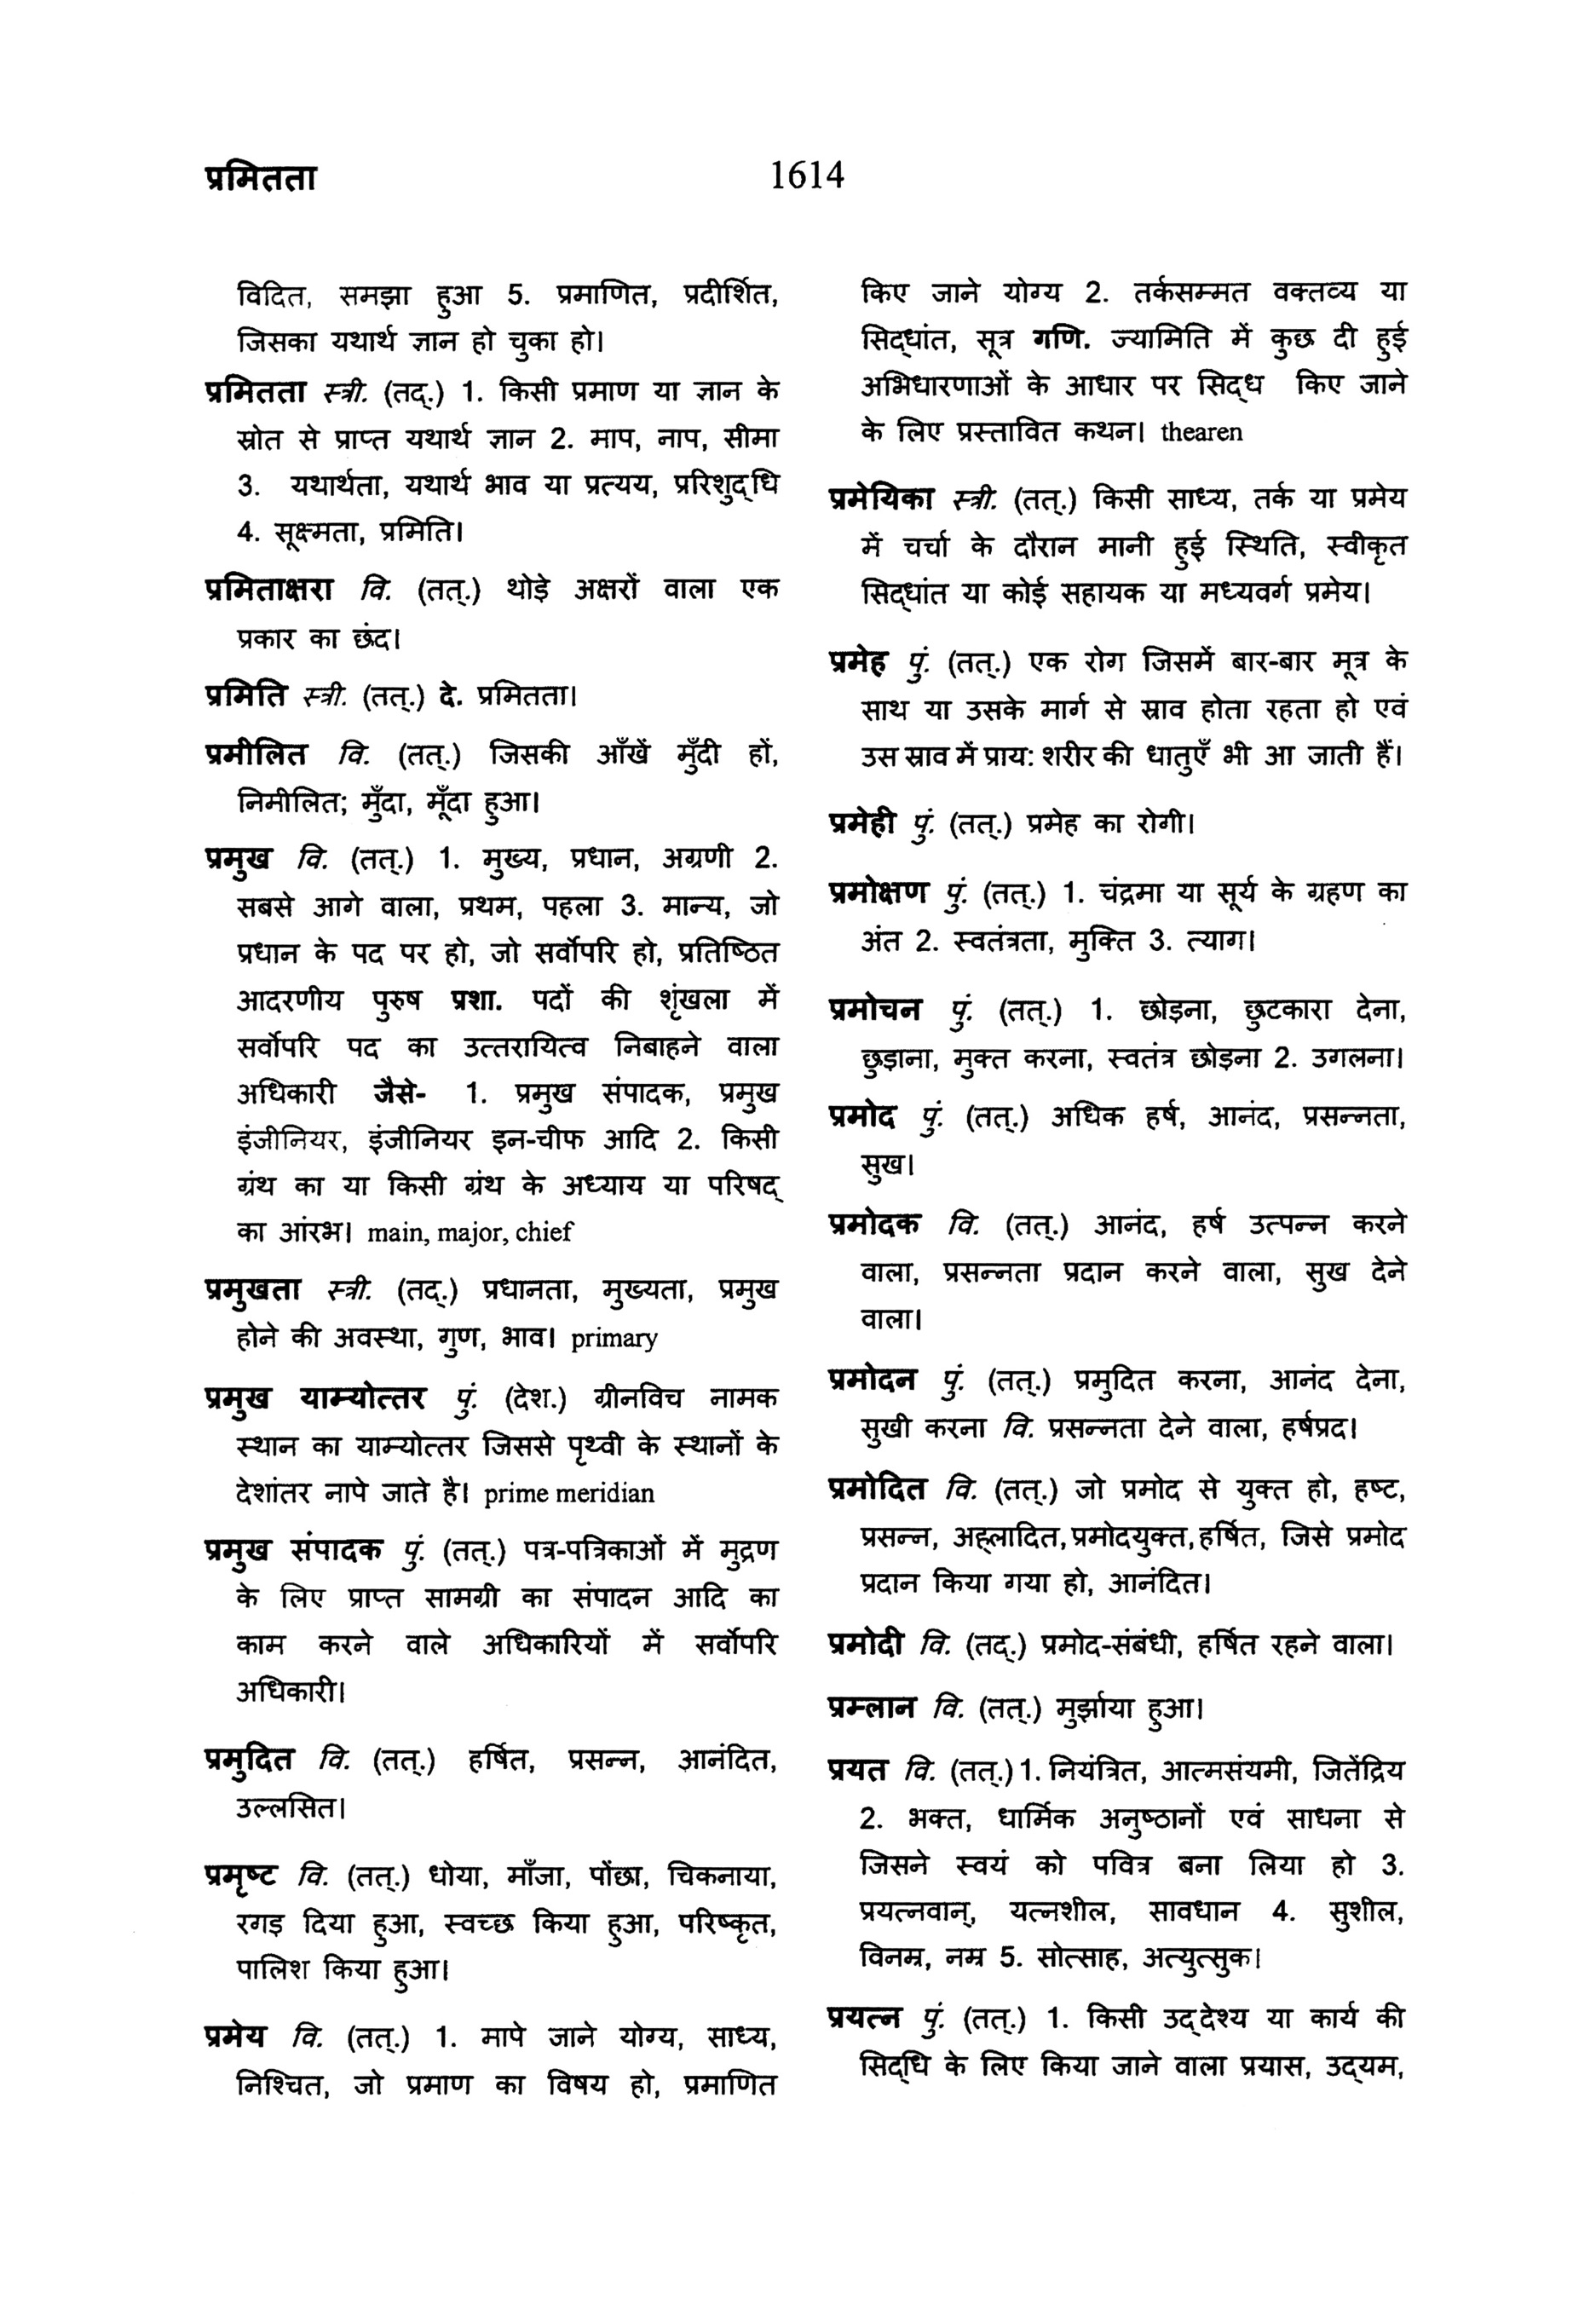 प्रमितता
1614
विदित, समझा हुआ 5. प्रमाणित, प्रदीर्शित,
जिसका यथार्थ ज्ञान हो चुका हो।
प्रमितता स्त्री. (तद्.) 1. किसी प्रमाण या ज्ञान के
स्रोत से प्राप्त यथार्थ ज्ञान 2. माप, नाप, सीमा
3. यथार्थता, यथार्थ भाव या प्रत्यय, प्ररिशुद्‌धि
4. सूक्ष्मता, प्रमिति।
प्रमिताक्षरा वि. (तत्.) थोड़े अक्षरों वाला एक
प्रकार का छंद।
प्रमिति स्त्री. (तत्.) दे. प्रमितता।
प्रमीलित वि. (तत्.) जिसकी आँखें मुँदी हों,
निमीलित; मुँदा, मूँदा हुआ।
प्रमुख वि. (तत्.) 1. मुख्य, प्रधान, अग्रणी 2.
सबसे आगे वाला, प्रथम, पहला 3. मान्य, जो
प्रधान के पद पर हो, जो सर्वोपरि हो, प्रतिष्ठित
आदरणीय पुरुष प्रशा. पदों की शृंखला में
सर्वोपरि पद का उत्तरायित्व निबाहने वाला
अधिकारी जैसे- 1. प्रमुख संपादक, प्रमुख
इंजीनियर, इंजीनियर इन-चीफ आदि 2. किसी
ग्रंथ का या किसी ग्रंथ के अध्याय या परिषद्
का आंरभ। main, major, chief
प्रमुखता स्त्री. (तद्.) प्रधानता, मुख्यता, प्रमुख
होने की अवस्था, गुण, भाव। primary
प्रमुख याम्योत्तर पुं. (देश.) ग्रीनविच नामक
स्थान का याम्योत्तर जिससे पृथ्वी के स्थानों के
देशांतर नापे जाते है। prime meridian
प्रमुख संपादक पुं. (तत्.) पत्र-पत्रिकाओं में मुद्रण
के लिए प्राप्त सामग्री का संपादन आदि का
काम करने वाले अधिकारियों में सर्वोपरि
अधिकारी।
प्रमुदित वि. (तत्.) हर्षित, प्रसन्न, आनंदित,
उल्लसित।
प्रमृष्ट वि. (तत्.) धोया, माँजा, पोंछा, चिकनाया,
रगड़ दिया हुआ, स्वच्छ किया हुआ, परिष्कृत,
पालिश किया हुआ।
प्रमेय वि. (तत्.) 1. मापे जाने योग्य, साध्य,
निश्चित, जो प्रमाण का विषय हो, प्रमाणित
किए जाने योग्य 2. तर्कसम्मत वक्तव्य या
सिद्‌धांत, सूत्र गणि. ज्यामिति में कुछ दी हुई
अभिधारणाओं के आधार पर सिद्‌ध किए जाने
के लिए प्रस्तावित कथन। thearen
प्रमेयिका स्त्री. (तत्.) किसी साध्य, तर्क या प्रमेय
में चर्चा के दौरान मानी हुई स्थिति, स्वीकृत
सिद्‌धांत या कोई सहायक या मध्यवर्ग प्रमेय।
प्रमेह पुं. (तत्.) एक रोग जिसमें बार-बार मूत्र के
साथ या उसके मार्ग से स्राव होता रहता हो एवं
उस स्राव में प्राय: शरीर की धातुएँ भी आ जाती हैं।
प्रमेही पुं. (तत्.) प्रमेह का रोगी।
प्रमोक्षण पुं. (तत्.) 1. चंद्रमा या सूर्य के ग्रहण का
अंत 2. स्वतंत्रता, मुक्ति 3. त्याग।
प्रमोचन पुं. (तत्.) 1. छोड़ना, छुटकारा देना,
छुड़ाना, मुक्त करना, स्वतंत्र छोड़ना 2. उगलना।
प्रमोद पुं. (तत्.) अधिक हर्ष, आनंद, प्रसन्नता,
सुख।
प्रमोदक वि. (तत्.) आनंद, हर्ष उत्पन्न करने
वाला, प्रसन्नता प्रदान करने वाला, सुख देने
वाला।
प्रमोदन पुं. (तत्.) प्रमुदित करना, आनंद देना,
सुखी करना वि. प्रसन्नता देने वाला, हर्षप्रद।
प्रमोदित वि. (तत्.) जो प्रमोद से युक्त हो, हष्ट,
प्रसन्न, अह्लादित, प्रमोदयुक्त, हर्षित, जिसे प्रमोद
प्रदान किया गया हो, आनंदित।
प्रमोदी वि. (तद्.) प्रमोद-संबंधी, हर्षित रहने वाला।
प्रम्लान वि. (तत्.) मुर्झाया हुआ।
प्रयत वि. (तत्.) 1. नियंत्रित, आत्मसंयमी, जितेंद्रिय
2. भक्त, धार्मिक अनुष्ठानों एवं साधना से
जिसने स्वयं को पवित्र बना लिया हो 3.
प्रयत्नवान्, यत्नशील, सावधान 4. सुशील,
विनम्र, नम्र 5. सोत्साह, अत्युत्सुक।
प्रयत्न पुं. (तत्.) 1. किसी उद्‌देश्य या कार्य की
सिद्‌धि के लिए किया जाने वाला प्रयास, उद्‌यम,